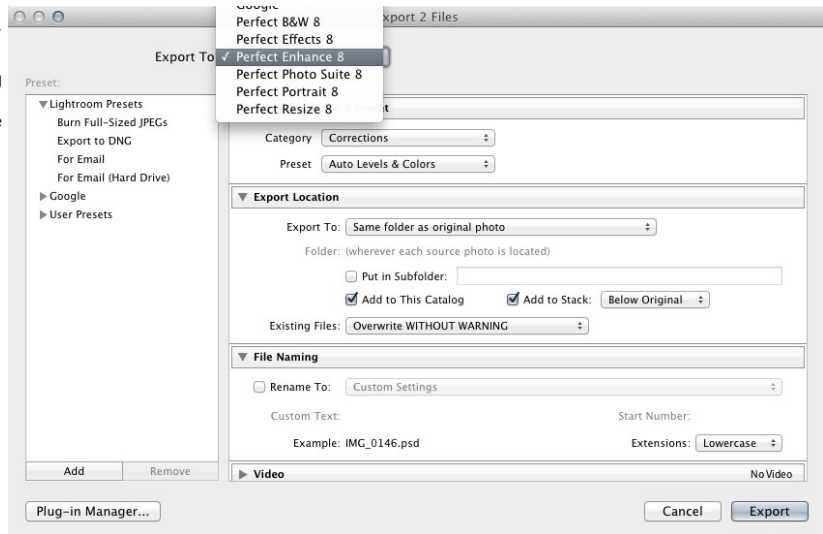 Google
Export 2 Files
Perfect B&W 8
Perfect Effects 8
Export To
✓ Perfect Enhance 8
Perfect Photo Suite 8
Perfect Portrait 8
Perfect Resize 8
Preset:
Lightroom Presets
Burn Full-Sized JPEGs
Export to DNG
For Email
For Email (Hard Drive)
Google
User Presets
Add Remove
Preset
Category Corrections
Preset Auto Levels & Colors
Export Location
Export To: Same folder as original photo
Folder: (wherever each source photo is located)
Put in Subfolder:
Add to This Catalog Add to Stack: Below Original
Existing Files: Overwrite WITHOUT WARNING
File Naming
Rename To: Custom Settings
Custom Text: Start Number:
Example: IMG_0146.psd Extensions: Lowercase
Video No Video
Plug-in Manager... Cancel Export